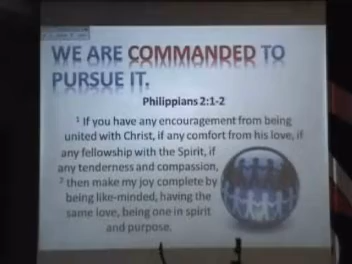 WE ARE COMMANDED TO
PURSUE IT.
Philippians 2:1-2
1 If you have any encouragement from being
united with Christ, if any comfort from his love, if
any fellowship with the Spirit, if
any tenderness and compassion,
2 then make my joy complete by
being like-minded, having the
same love, being one in spirit
and purpose.